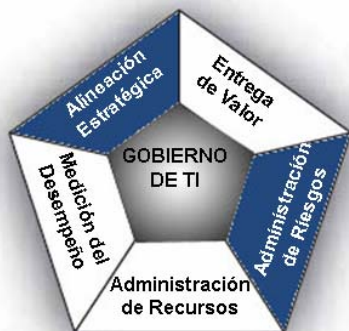 Alineación
Estratégica
Entrega
de Valor
GOBIERNO
DE TI
Administración
de Riesgos
Medición del
Desempeño
Administración
de Recursos